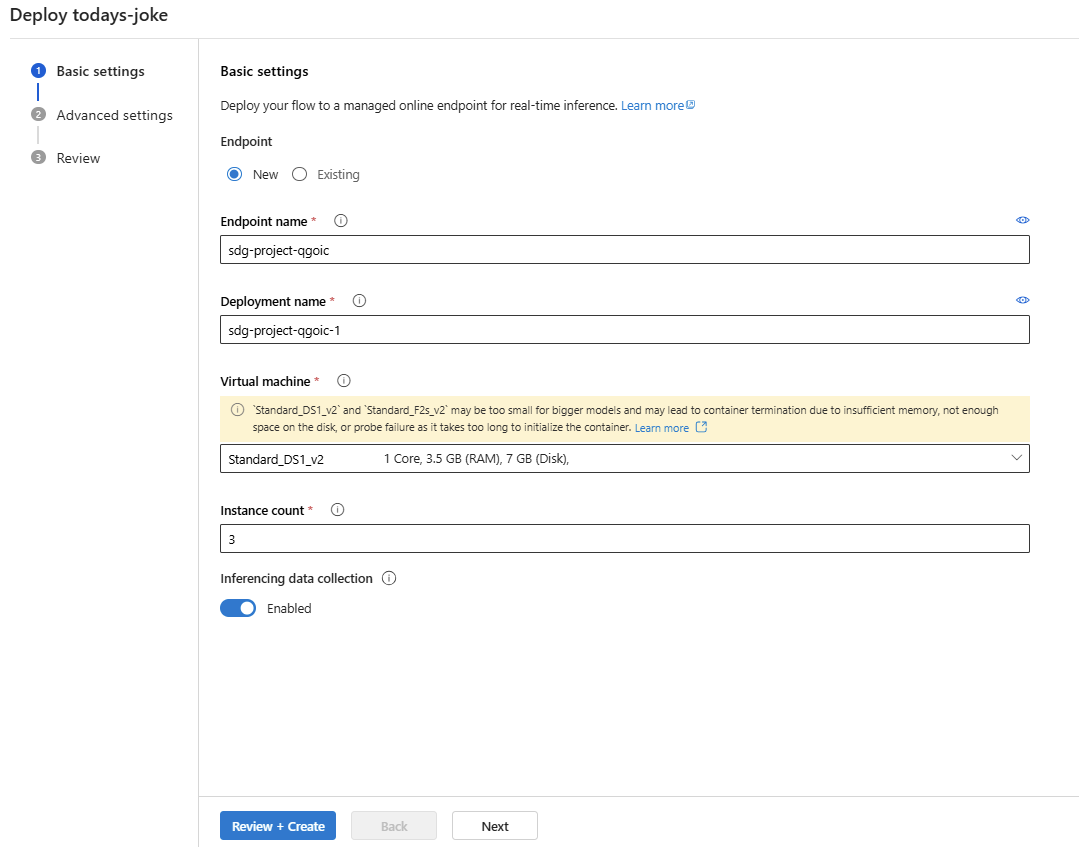 Deploy todays-joke
1 Basic settings
2 Advanced settings
3 Review
Basic settings
Deploy your flow to a managed online endpoint for real-time inference. Learn more
Endpoint
New Existing
Endpoint name *
sdg-project-qgoic
Deployment name *
sdg-project-qgoic-1
Virtual machine *
`Standard_DS1_v2` and `Standard_F2s_v2` may be too small for bigger models and may lead to container termination due to insufficient memory, not enough
space on the disk, or probe failure as it takes too long to initialize the container. Learn more
Standard_DS1_v2 1 Core, 3.5 GB (RAM), 7 GB (Disk),
Instance count *
3
Inferencing data collection
Enabled
Review + Create Back Next